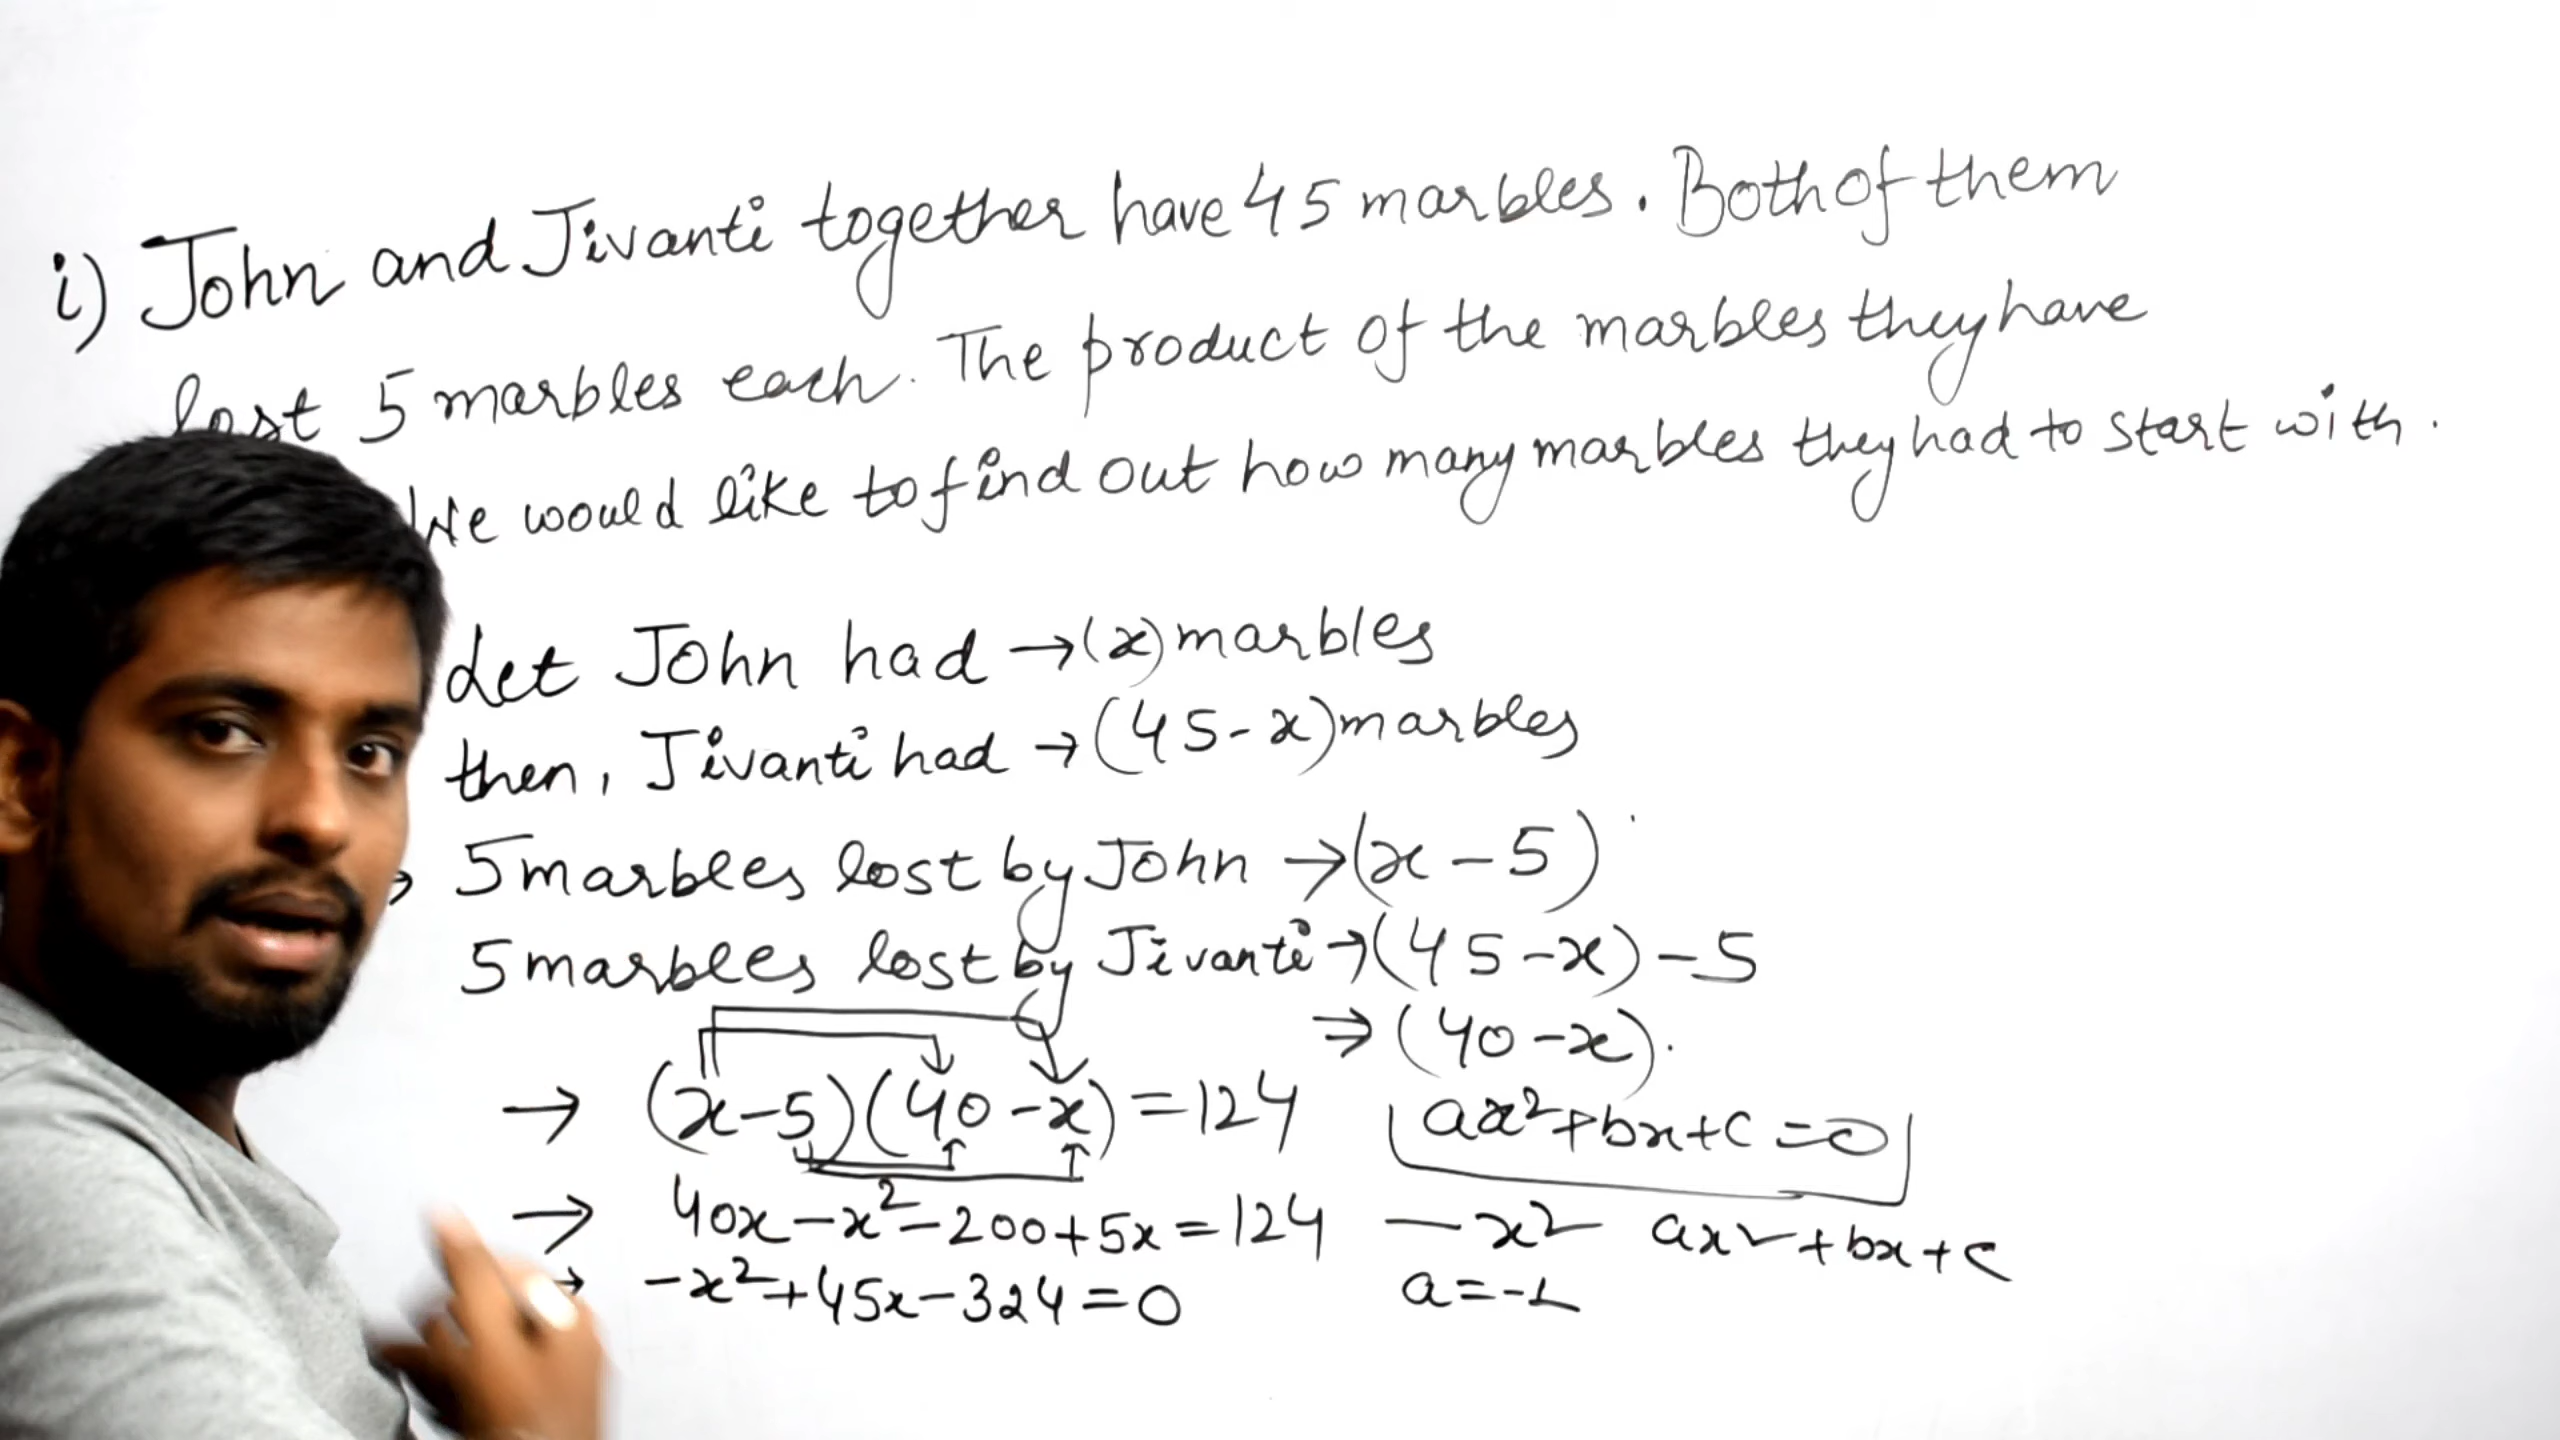 i) John and Jivanti together have 45 marbles. Both of them
lost 5 marbles each. The product of the marbles they have
We would like to find out how many marbles they had to start with.
Let John had → (x) marbles
then, Jivanti had → (45-x) marbles
5 marbles lost by John → (x-5)
5 marbles lost by Jivanti → (45-x)-5
⇒ (40-x).
→ (x-5)(40-x) = 124
ax²+bx+c=0
→ 40x-x²-200+5x=124
-x² ax²+bx+c
→ -x²+45x-324=0
a=-1